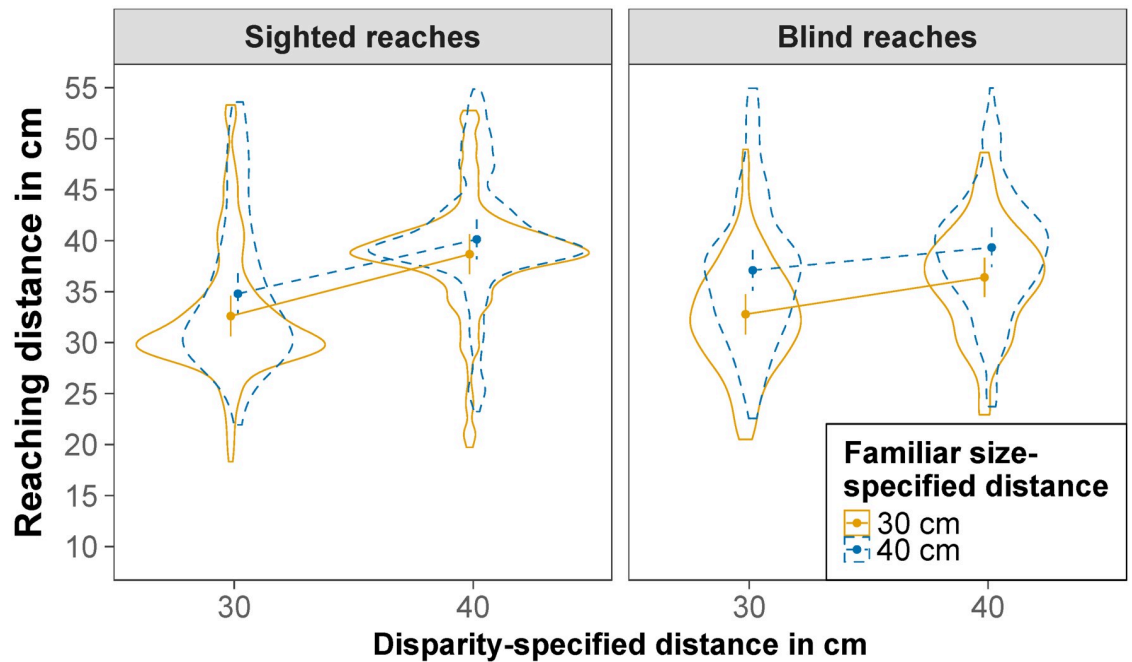 Sighted reaches
Blind reaches
Reaching distance in cm
55
50
45
40
35
30
25
20
15
10
30
40
30
40
Disparity-specified distance in cm
Familiar size-
specified distance
30 cm
40 cm